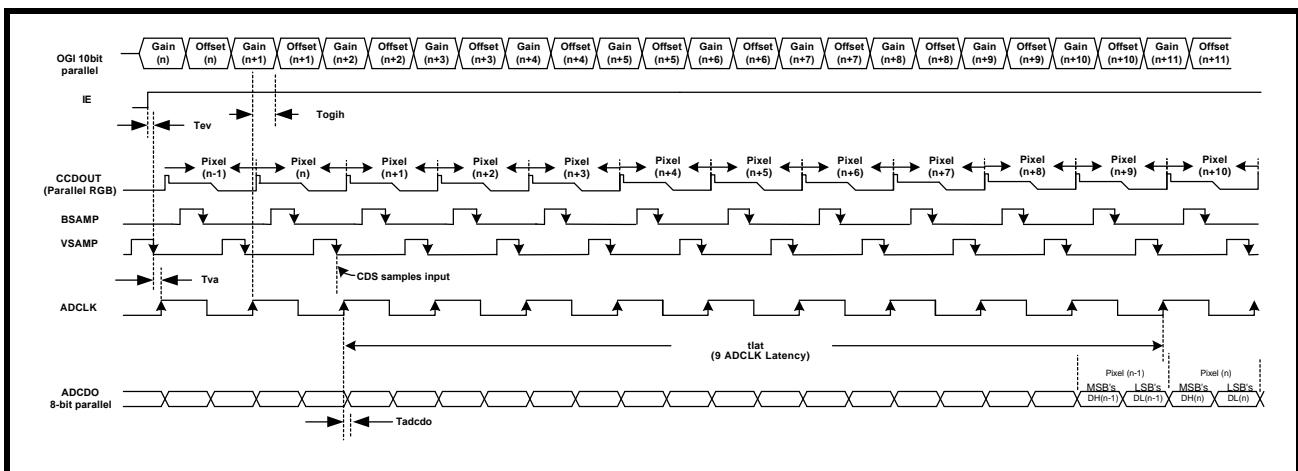 OGI 10bit
parallel
Gain (n) Offset (n) Gain (n+1) Offset (n+1) Gain (n+2) Offset (n+2) Gain (n+3) Offset (n+3) Gain (n+4) Offset (n+4) Gain (n+5) Offset (n+5) Gain (n+6) Offset (n+6) Gain (n+7) Offset (n+7) Gain (n+8) Offset (n+8) Gain (n+9) Offset (n+9) Gain (n+10) Offset (n+10) Gain (n+11) Offset (n+11)
IE
Tev
Togih
CCDOUT
(Parallel RGB)
Pixel (n-1) Pixel (n) Pixel (n+1) Pixel (n+2) Pixel (n+3) Pixel (n+4) Pixel (n+5) Pixel (n+6) Pixel (n+7) Pixel (n+8) Pixel (n+9) Pixel (n+10)
BSAMP
VSAMP
Tva
CDS samples input
ADCLK
tlat
(9 ADCLK Latency)
Pixel (n-1) Pixel (n)
ADCDO
8-bit parallel
MSB's DH(n-1) LSB's DL(n-1) MSB's DH(n) LSB's DL(n)
Tadcdo